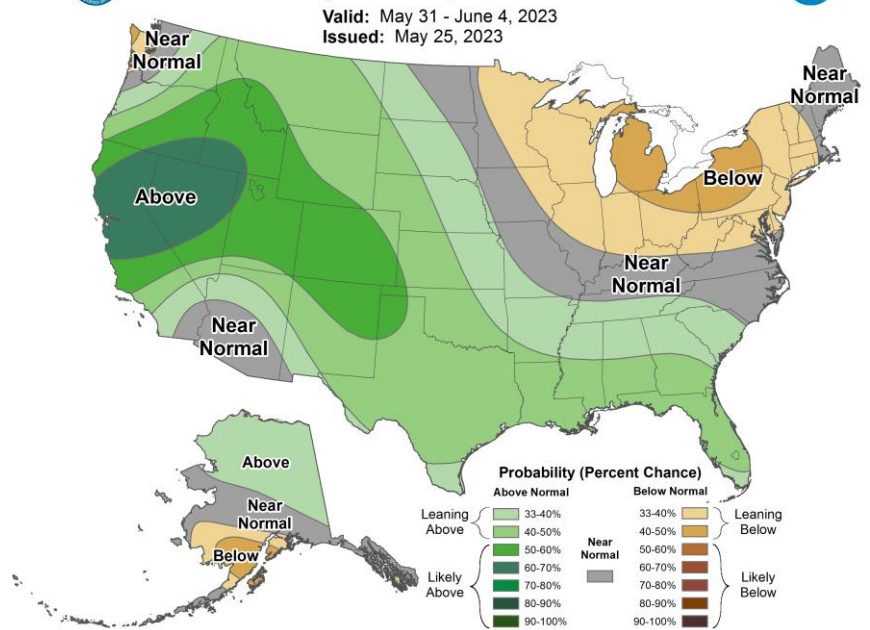 Valid: May 31 - June 4, 2023
Issued: May 25, 2023
Near
Normal
Near
Normal
Above
Below
Near
Normal
Near
Normal
Above
Near
Normal
Below
Probability (Percent Chance)
Above Normal
Below Normal
Leaning
Above
33-40%
40-50%
Likely
Above
50-60%
60-70%
70-80%
80-90%
90-100%
Near
Normal
33-40%
40-50%
Leaning
Below
50-60%
60-70%
70-80%
80-90%
90-100%
Likely
Below